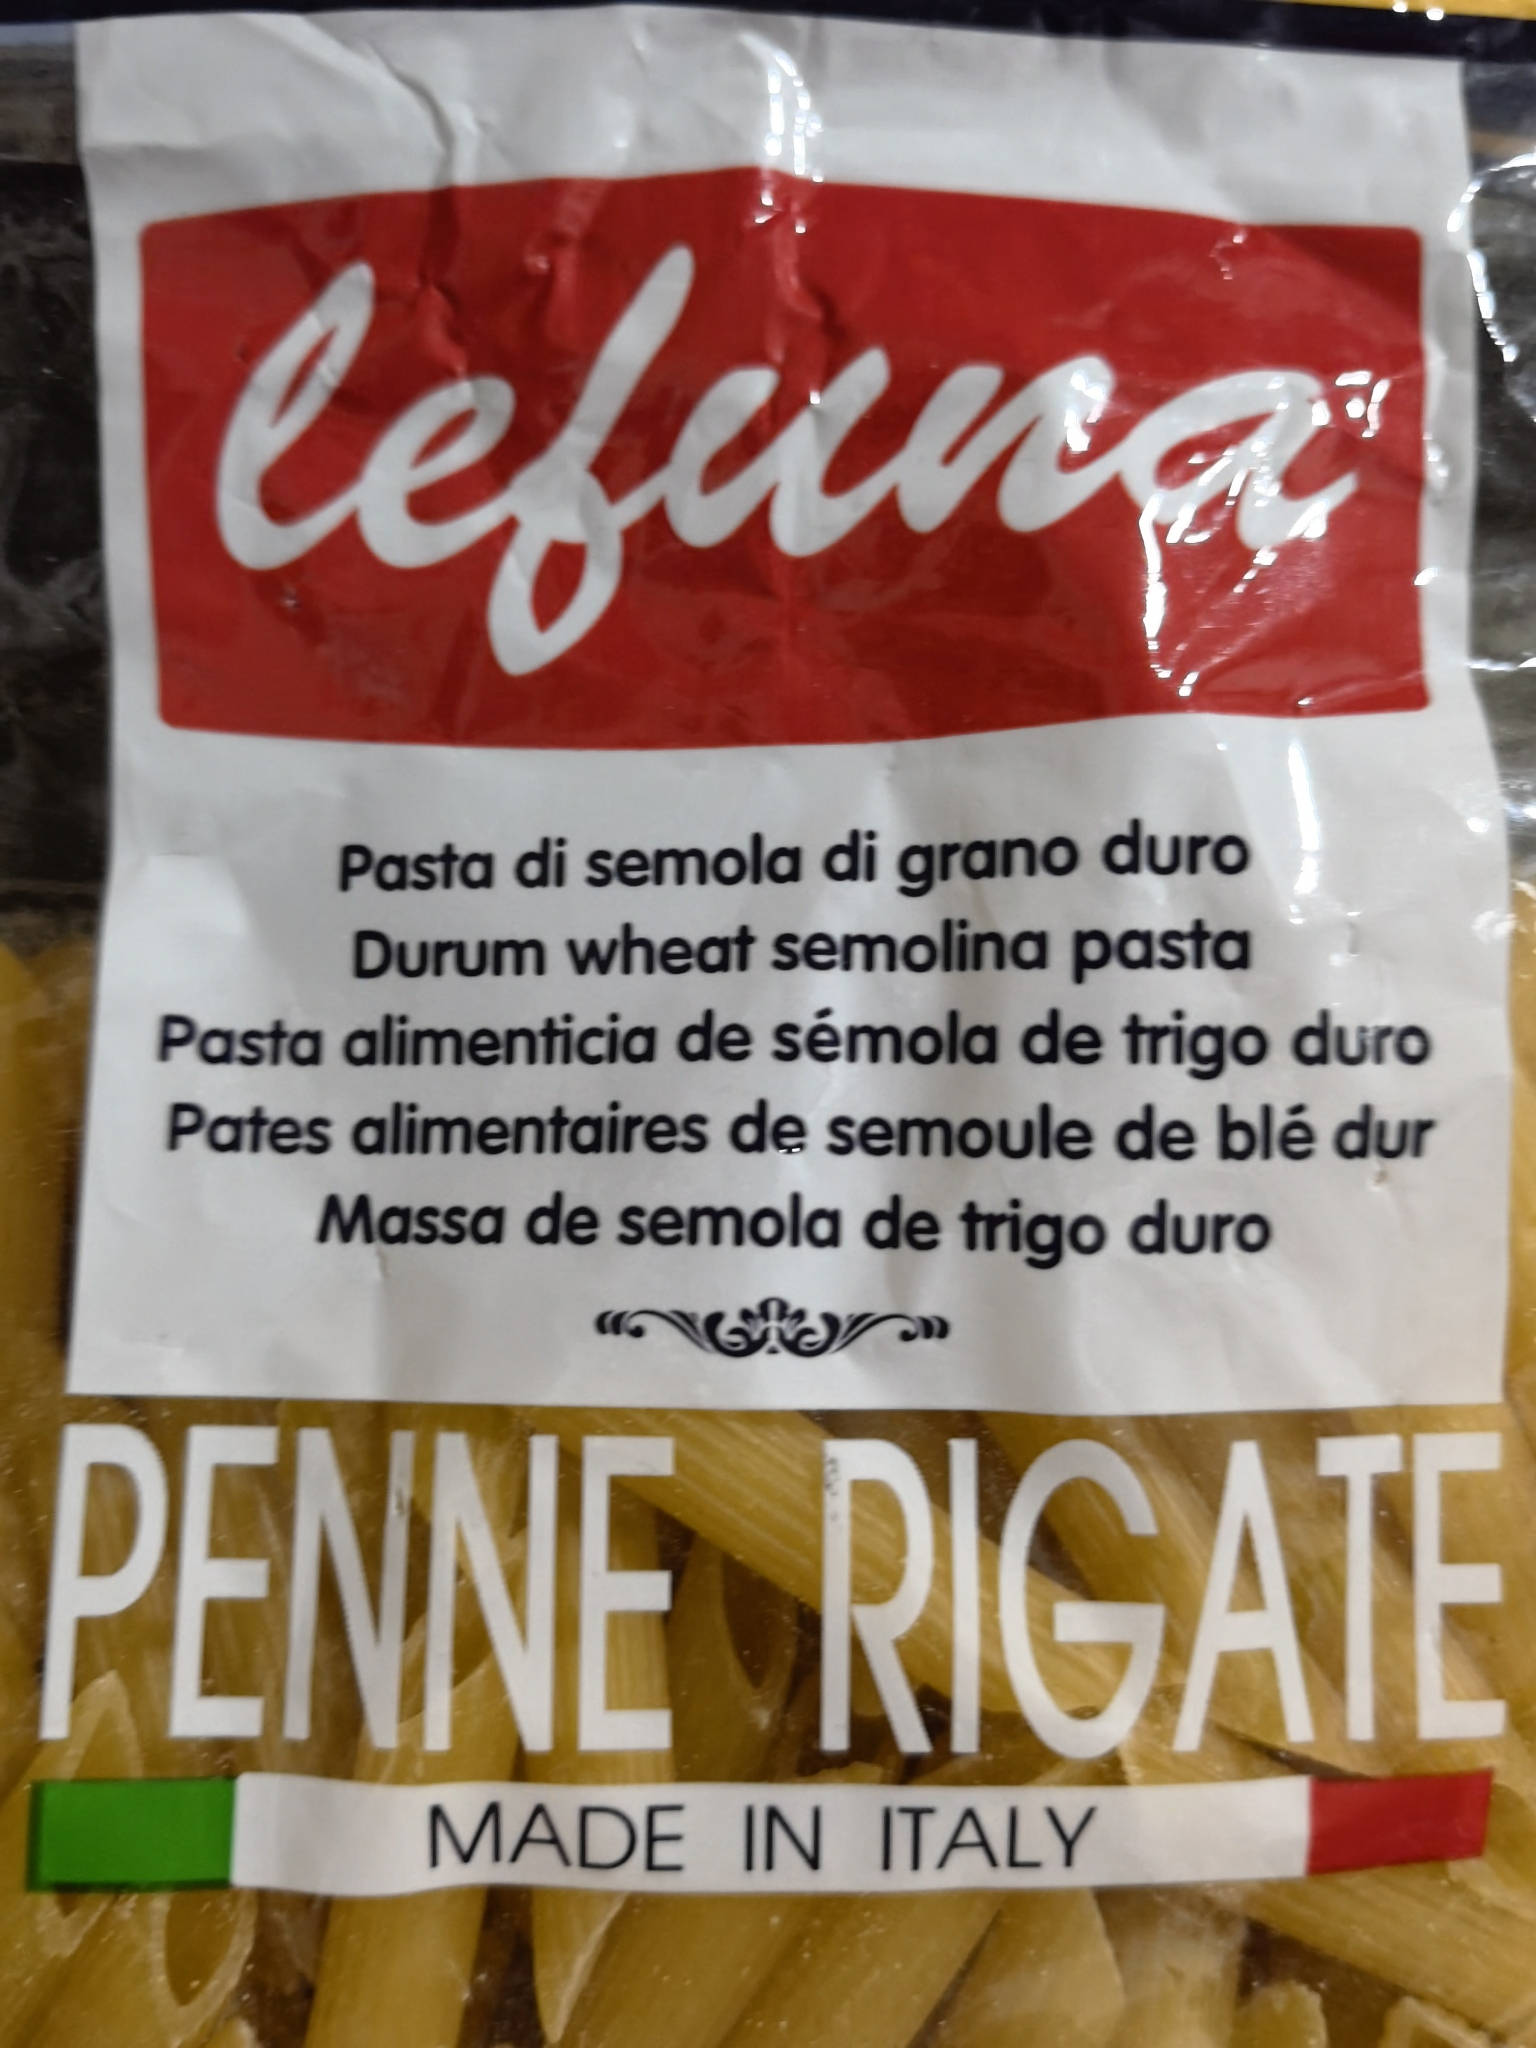 lefuna
Pasta di semola di grano duro
Durum wheat semolina pasta
Pasta alimenticia de sémola de trigo duro
Pates alimentaires de semoule de blé dur
Massa de semola de trigo duro
PENNE RIGATE
MADE IN ITALY